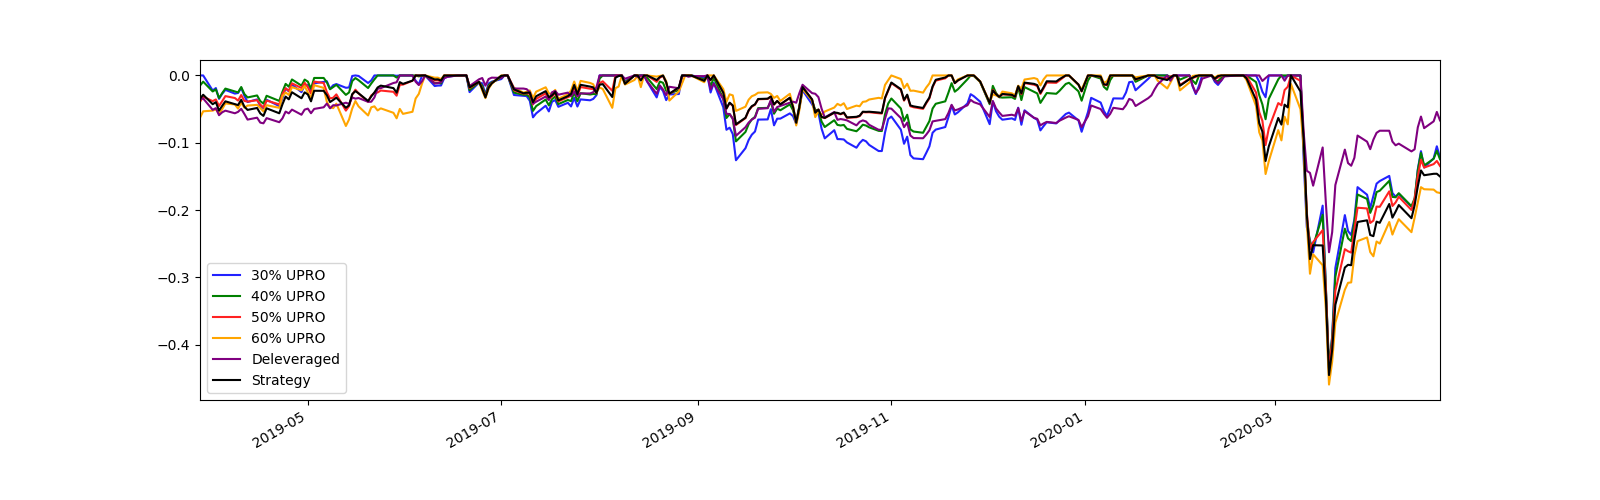 0.0
−0.1
−0.2
−0.3
−0.4
30% UPRO
40% UPRO
50% UPRO
60% UPRO
Deleveraged
Strategy
2019-05
2019-07
2019-09
2019-11
2020-01
2020-03